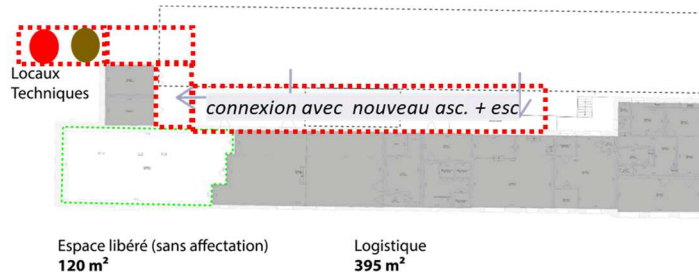 Locaux
Techniques
connexion avec nouveau asc. + esc
Espace libéré (sans affectation)
120 m²
Logistique
395 m²